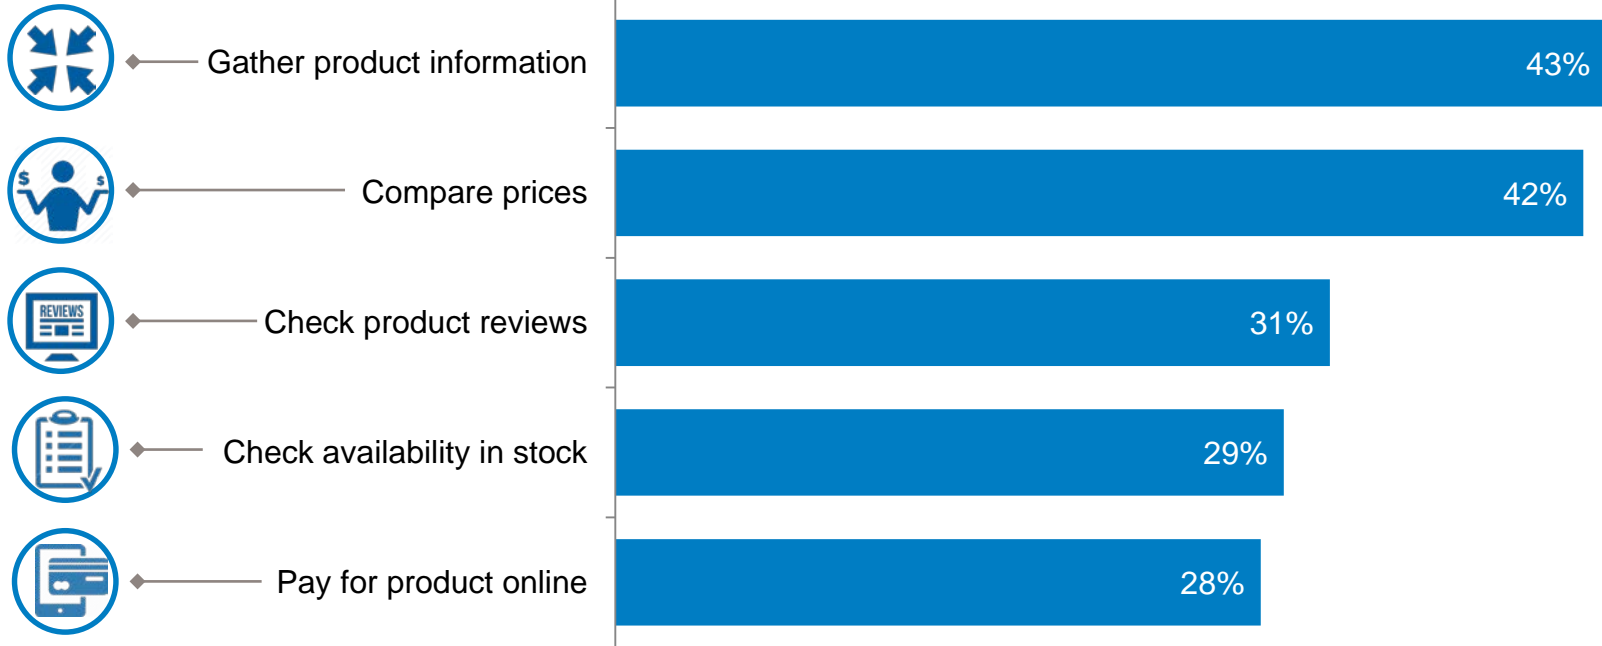 Gather product information
43%
$ $
Compare prices
42%
REVIEWS
Check product reviews
31%
Check availability in stock
29%
Pay for product online
28%